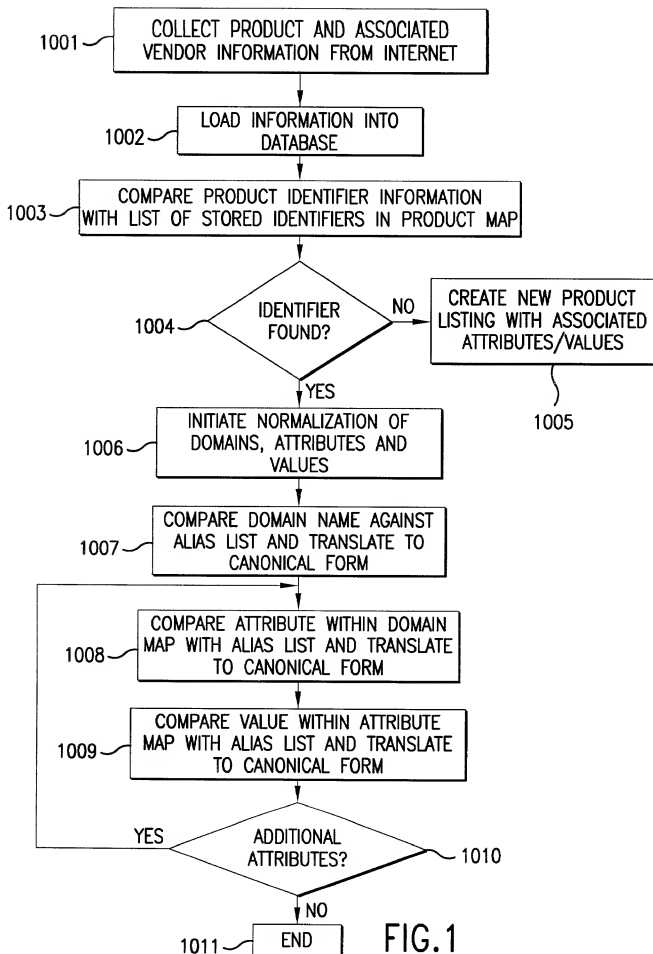 1001
COLLECT PRODUCT AND ASSOCIATED
VENDOR INFORMATION FROM INTERNET
1002
LOAD INFORMATION INTO
DATABASE
1003
COMPARE PRODUCT IDENTIFIER INFORMATION
WITH LIST OF STORED IDENTIFIERS IN PRODUCT MAP
1004
IDENTIFIER
FOUND?
NO
CREATE NEW PRODUCT
LISTING WITH ASSOCIATED
ATTRIBUTES/VALUES
1005
YES
1006
INITIATE NORMALIZATION OF
DOMAINS, ATTRIBUTES AND
VALUES
1007
COMPARE DOMAIN NAME AGAINST
ALIAS LIST AND TRANSLATE TO
CANONICAL FORM
1008
COMPARE ATTRIBUTE WITHIN DOMAIN
MAP WITH ALIAS LIST AND TRANSLATE
TO CANONICAL FORM
1009
COMPARE VALUE WITHIN ATTRIBUTE
MAP WITH ALIAS LIST AND TRANSLATE
TO CANONICAL FORM
YES
ADDITIONAL
ATTRIBUTES?
1010
NO
1011
END
FIG.1